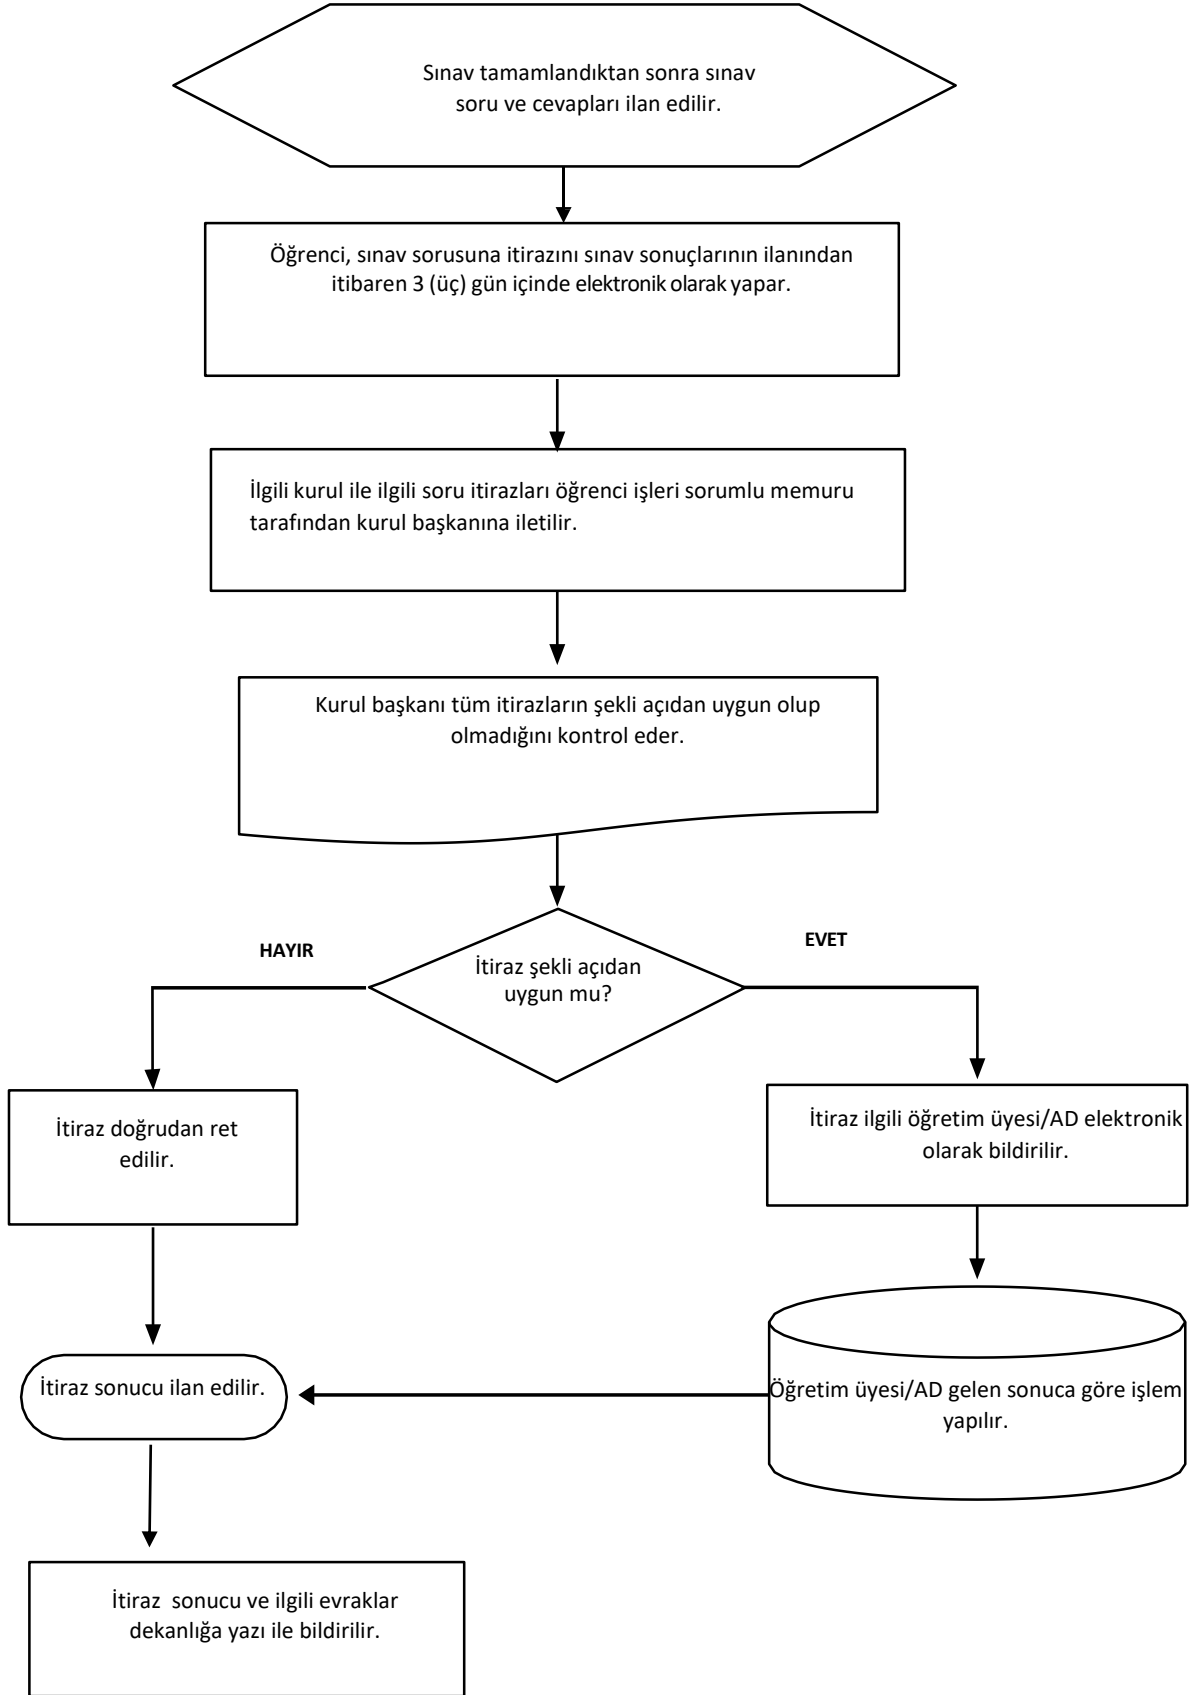 Sınav tamamlandıktan sonra sınav
soru ve cevapları ilan edilir.
Öğrenci, sınav sorusuna itirazını sınav sonuçlarının ilanından
itibaren 3 (üç) gün içinde elektronik olarak yapar.
İlgili kurul ile ilgili soru itirazları öğrenci işleri sorumlu memuru
tarafından kurul başkanına iletilir.
Kurul başkanı tüm itirazların şekli açıdan uygun olup
olmadığını kontrol eder.
HAYIR
EVET
İtiraz şekli açıdan
uygun mu?
İtiraz doğrudan ret
edilir.
İtiraz ilgili öğretim üyesi/AD elektronik
olarak bildirilir.
İtiraz sonucu ilan edilir.
Öğretim üyesi/AD gelen sonuca göre işlem
yapılır.
İtiraz  sonucu ve ilgili evraklar
dekanlığa yazı ile bildirilir.